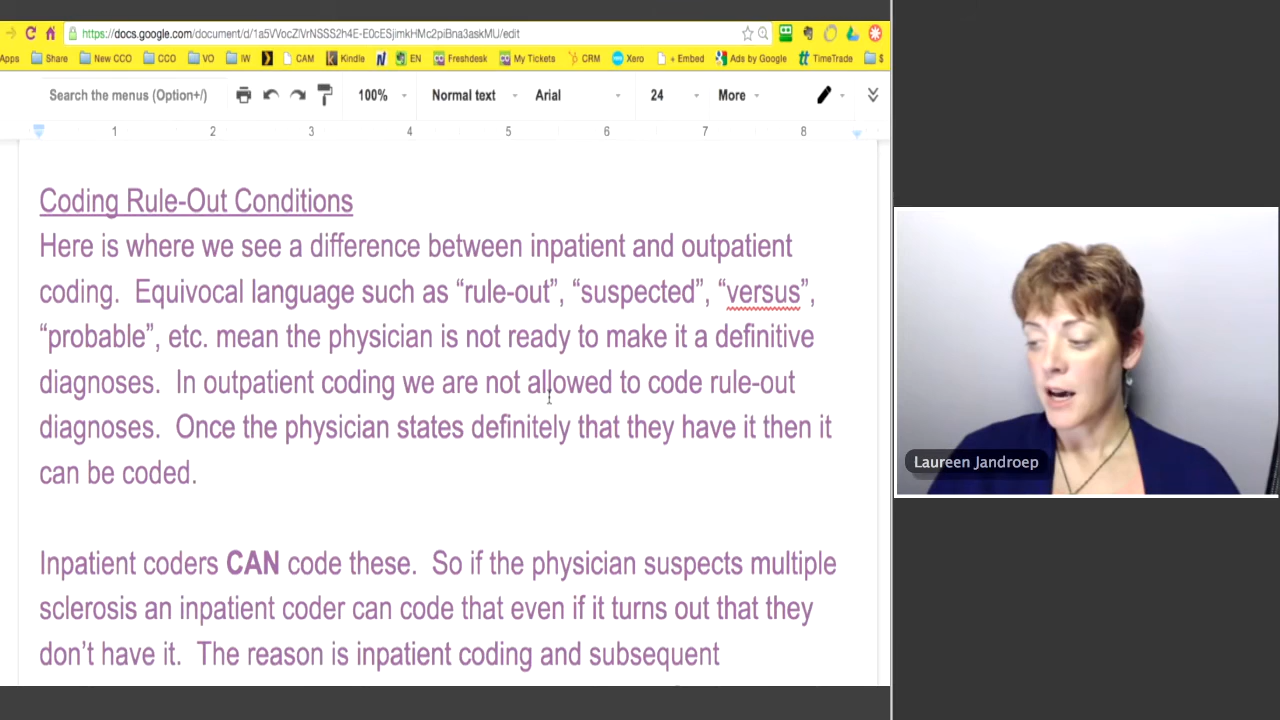 https://docs.google.com/document/d/1a5VVocZlVrNSSS2h4E-E0cESjimkHMc2piBna3askMU/edit
Apps Share New CCO CCO VO IW CAM Kindle EN Freshdesk My Tickets CRM Xero + Embed Ads by Google TimeTrade $
Search the menus (Option+/) 100% Normal text Arial 24 More
1 2 3 4 5 6 7 8
Coding Rule-Out Conditions
Here is where we see a difference between inpatient and outpatient
coding. Equivocal language such as “rule-out”, “suspected”, “versus”,
“probable”, etc. mean the physician is not ready to make it a definitive
diagnoses. In outpatient coding we are not allowed to code rule-out
diagnoses. Once the physician states definitely that they have it then it
can be coded.
Inpatient coders CAN code these. So if the physician suspects multiple
sclerosis an inpatient coder can code that even if it turns out that they
don’t have it. The reason is inpatient coding and subsequent
Laureen Jandroep